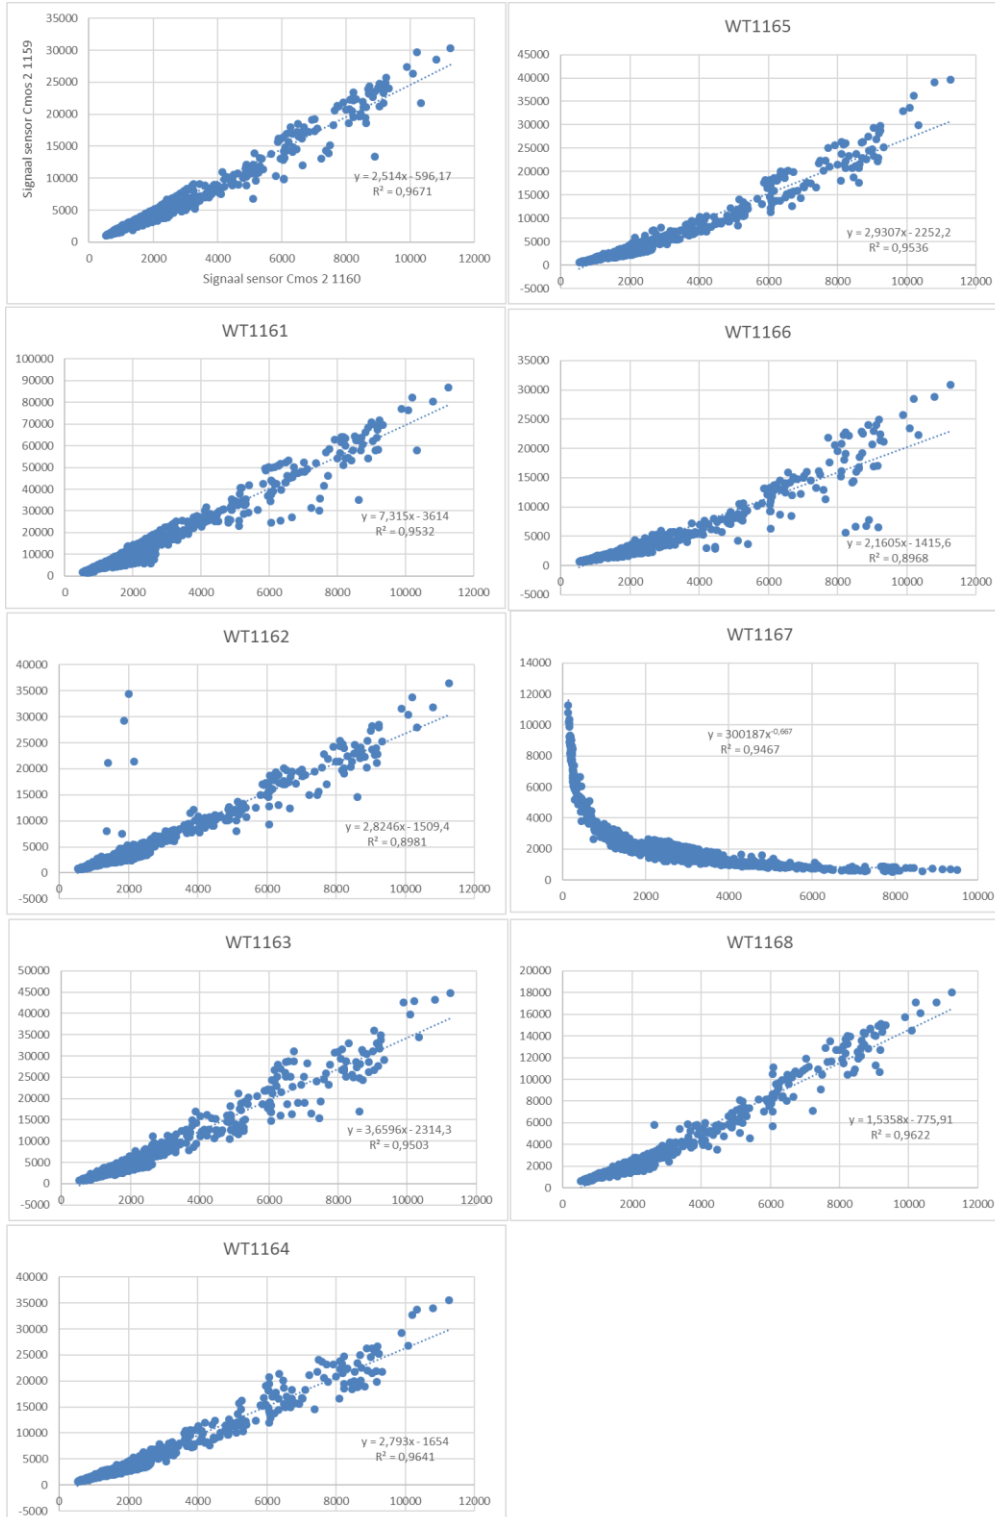 35000
30000
25000
20000
15000
10000
5000
0
0 2000 4000 6000 8000 10000 12000
Signaal sensor Cmos 2 1159
Signaal sensor Cmos 2 1160
y = 2,514x - 596,17
R² = 0,9671
WT1165
45000
40000
35000
30000
25000
20000
15000
10000
5000
0
-5000
0 2000 4000 6000 8000 10000 12000
y = 2,9307x - 2252,2
R² = 0,9536
WT1161
100000
90000
80000
70000
60000
50000
40000
30000
20000
10000
0
0 2000 4000 6000 8000 10000 12000
y = 7,315x - 3614
R² = 0,9532
WT1166
35000
30000
25000
20000
15000
10000
5000
0
-5000
0 2000 4000 6000 8000 10000 12000
y = 2,1605x - 1415,6
R² = 0,8968
WT1162
40000
35000
30000
25000
20000
15000
10000
5000
0
-5000
0 2000 4000 6000 8000 10000 12000
y = 2,8246x - 1509,4
R² = 0,8981
WT1167
14000
12000
10000
8000
6000
4000
2000
0
0 2000 4000 6000 8000 10000
y = 300187x⁻⁰,⁶⁶⁷
R² = 0,9467
WT1163
50000
45000
40000
35000
30000
25000
20000
15000
10000
5000
0
-5000
0 2000 4000 6000 8000 10000 12000
y = 3,6596x - 2314,3
R² = 0,9503
WT1168
20000
18000
16000
14000
12000
10000
8000
6000
4000
2000
0
0 2000 4000 6000 8000 10000 12000
y = 1,5358x - 775,91
R² = 0,9622
WT1164
40000
35000
30000
25000
20000
15000
10000
5000
0
-5000
0 2000 4000 6000 8000 10000 12000
y = 2,793x - 1654
R² = 0,9641